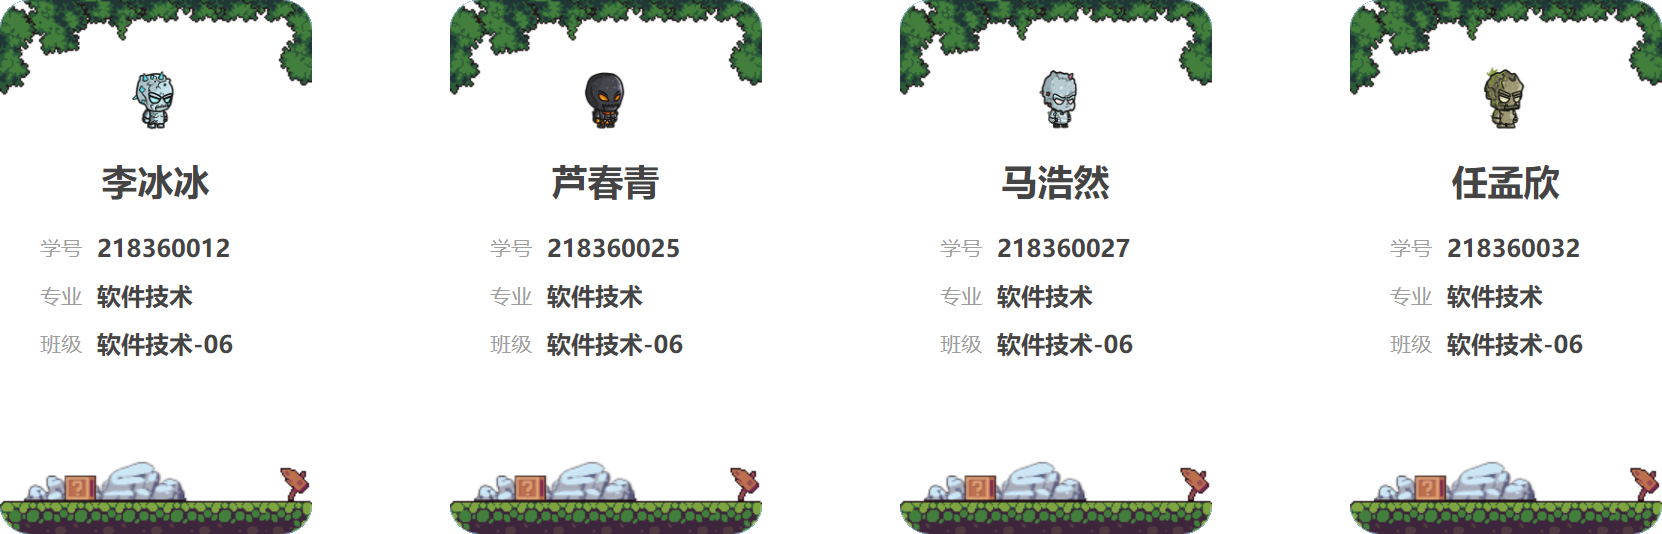 李冰冰
学号 218360012
专业 软件技术
班级 软件技术-06
芦春青
学号 218360025
专业 软件技术
班级 软件技术-06
马浩然
学号 218360027
专业 软件技术
班级 软件技术-06
任孟欣
学号 218360032
专业 软件技术
班级 软件技术-06